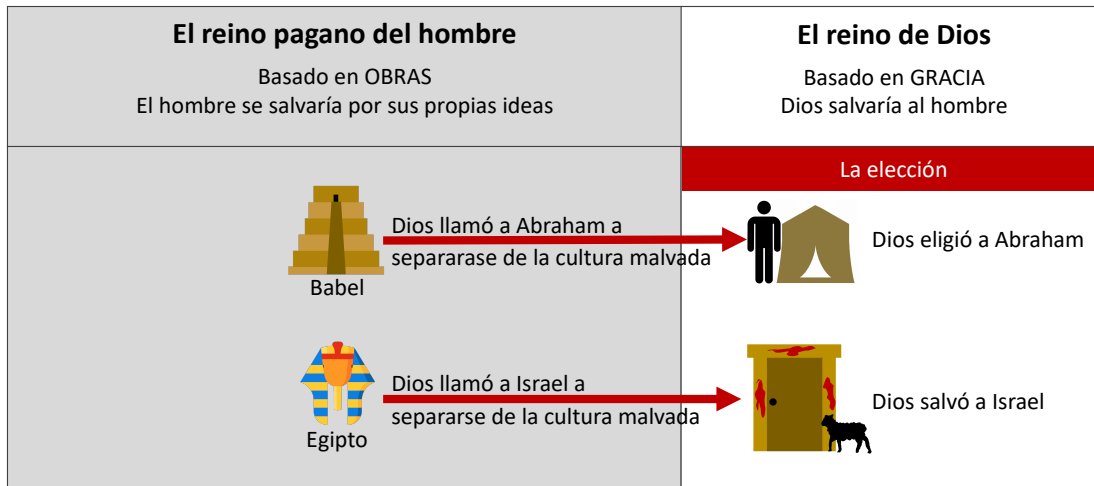 El reino pagano del hombre
Basado en OBRAS
El hombre se salvaría por sus propias ideas
El reino de Dios
Basado en GRACIA
Dios salvaría al hombre
La elección
Dios llamó a Abraham a
separarase de la cultura malvada
Babel
Dios eligió a Abraham
Dios llamó a Israel a
separarse de la cultura malvada
Egipto
Dios salvó a Israel